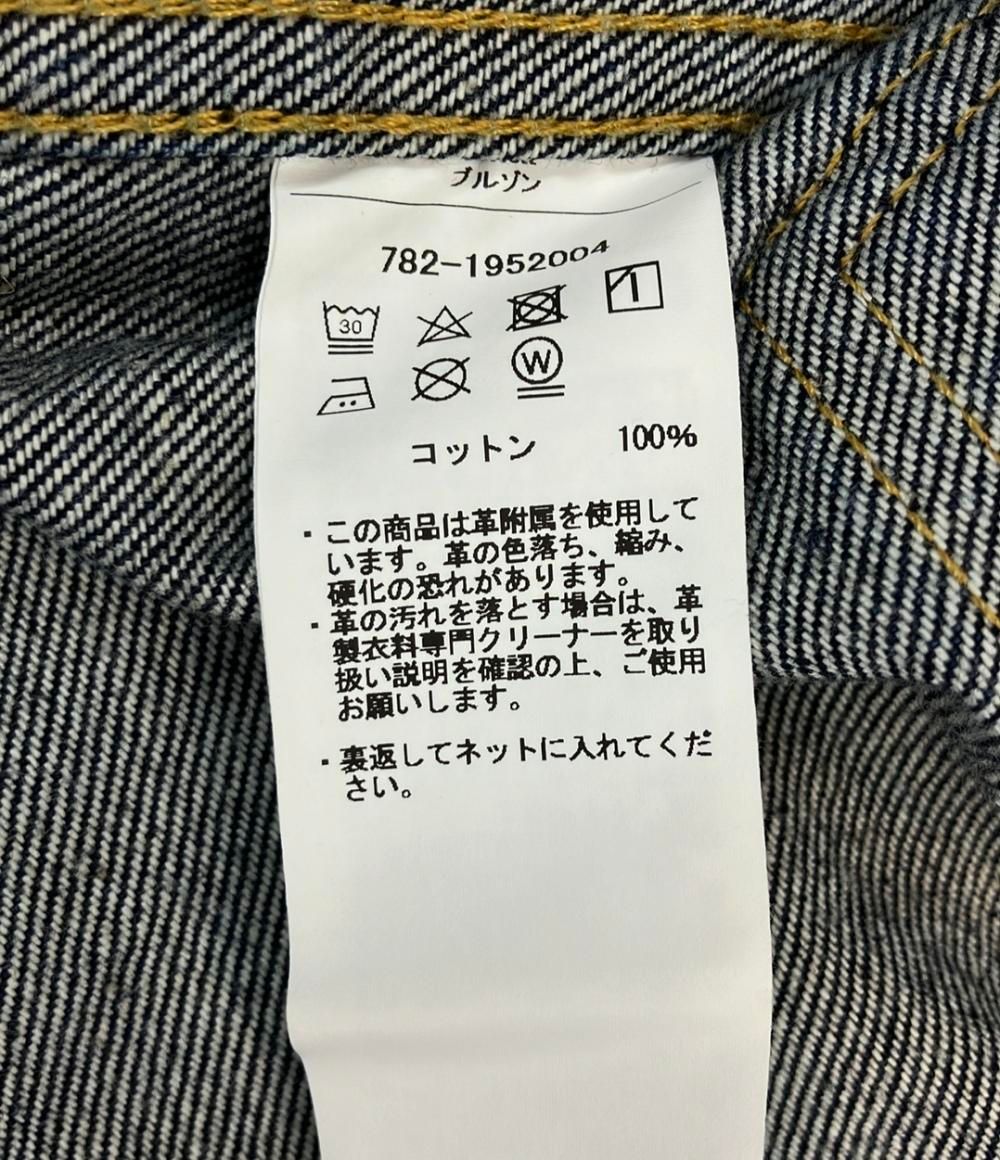 ブルゾン
782-1952004
30
W
コットン 100%
・この商品は革附属を使用して
います。革の色落ち、縮み、
硬化の恐れがあります。
・革の汚れを落とす場合は、革
製衣料専門クリーナーを取り
扱い説明を確認の上、ご使用
お願いします。
・裏返してネットに入れてくだ
さい。